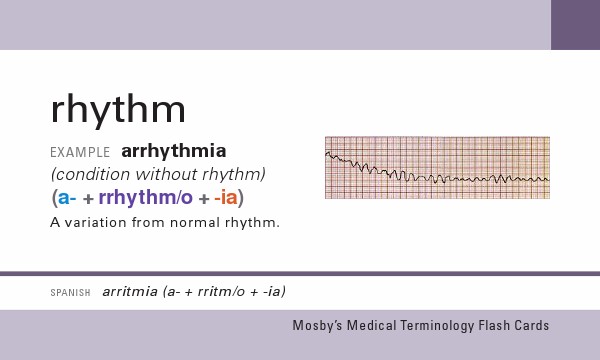 rhythm
EXAMPLE arrhythmia
(condition without rhythm)
(a- + rrhythm/o + -ia)
A variation from normal rhythm.
SPANISH arritmia (a- + rritm/o + -ia)
Mosby's Medical Terminology Flash Cards